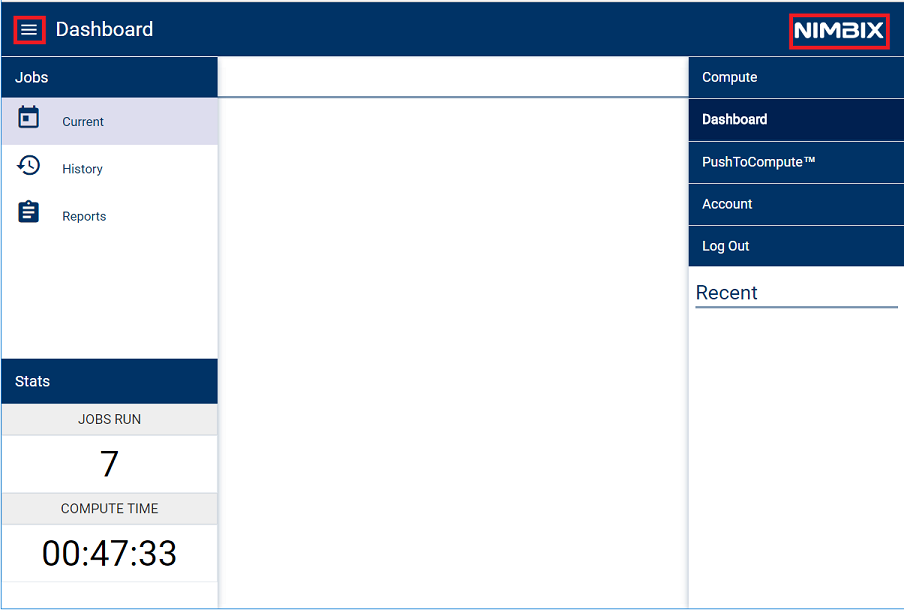 Dashboard
NIMBIX
Jobs
Current
History
Reports
Stats
JOBS RUN
7
COMPUTE TIME
00:47:33
Compute
Dashboard
PushToCompute™
Account
Log Out
Recent